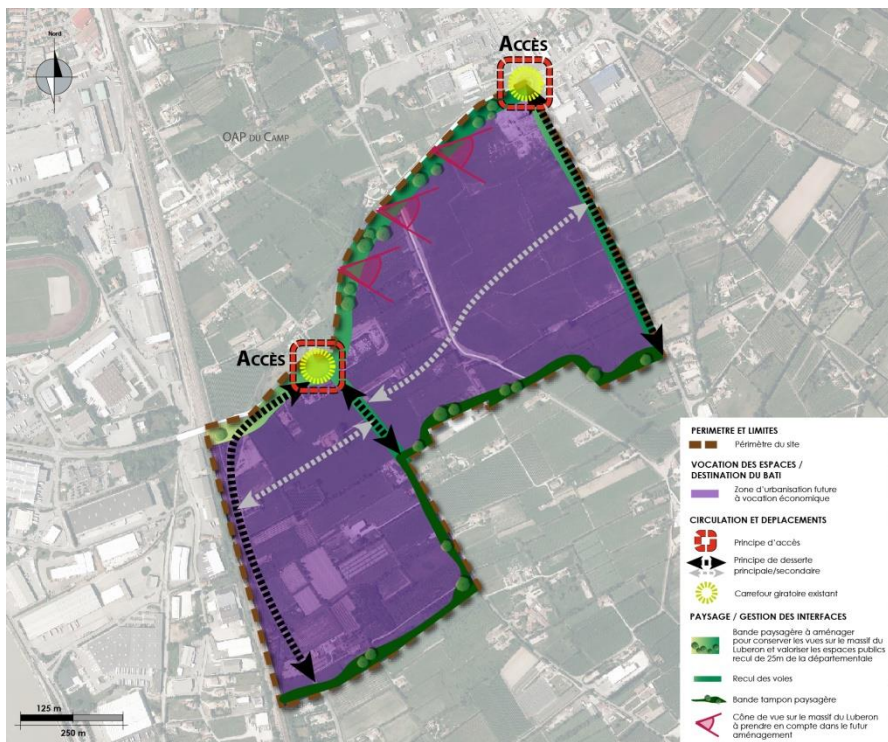 Nord
ACCÈS
OAP DU CAMP
ACCÈS
PERIMETRE ET LIMITES
Périmètre du site
VOCATION DES ESPACES /
DESTINATION DU BATI
Zone d'urbanisation future
à vocation économique
CIRCULATION ET DEPLACEMENTS
Principe d'accès
Principe de desserte
principale/secondaire
Carrefour giratoire existant
PAYSAGE / GESTION DES INTERFACES
Bande paysagère à aménager
pour conserver les vues sur le massif du
Luberon et valoriser les espaces publics
recul de 25m de la départementale
Recul des voies
Bande tampon paysagère
Cône de vue sur le massif du Luberon
à prendre en compte dans le futur
aménagement
125 m
250 m